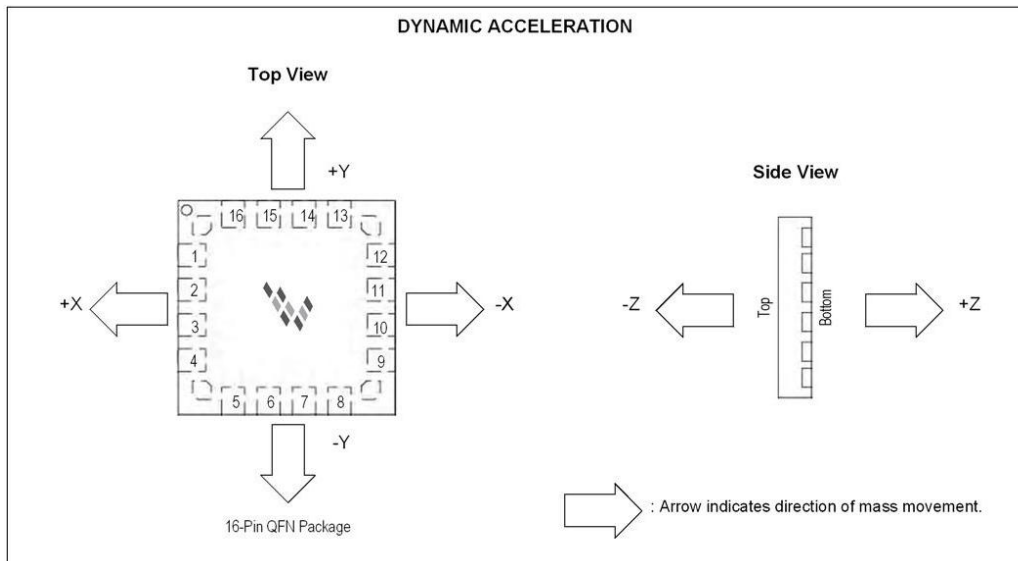 DYNAMIC ACCELERATION
Top View
+Y
16 15 14 13
1
2
3
4
12
11
10
9
5 6 7 8
+X
-X
-Y
16-Pin QFN Package
Side View
-Z
Top
Bottom
+Z
: Arrow indicates direction of mass movement.